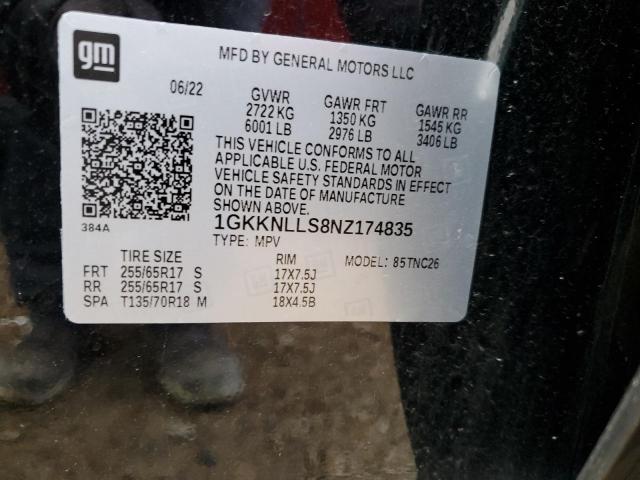 gm
MFD BY GENERAL MOTORS LLC
06/22
GVWR
2722 KG
6001 LB
GAWR FRT
1350 KG
2976 LB
GAWR RR
1545 KG
3406 LB
THIS VEHICLE CONFORMS TO ALL
APPLICABLE U.S. FEDERAL MOTOR
VEHICLE SAFETY STANDARDS IN EFFECT
ON THE DATE OF MANUFACTURE
SHOWN ABOVE.
384A
1GKKNLLS8NZ174835
TYPE: MPV
TIRE SIZE RIM MODEL: 85TNC26
FRT 255/65R17 S 17X7.5J
RR 255/65R17 S 17X7.5J
SPA T135/70R18 M 18X4.5B